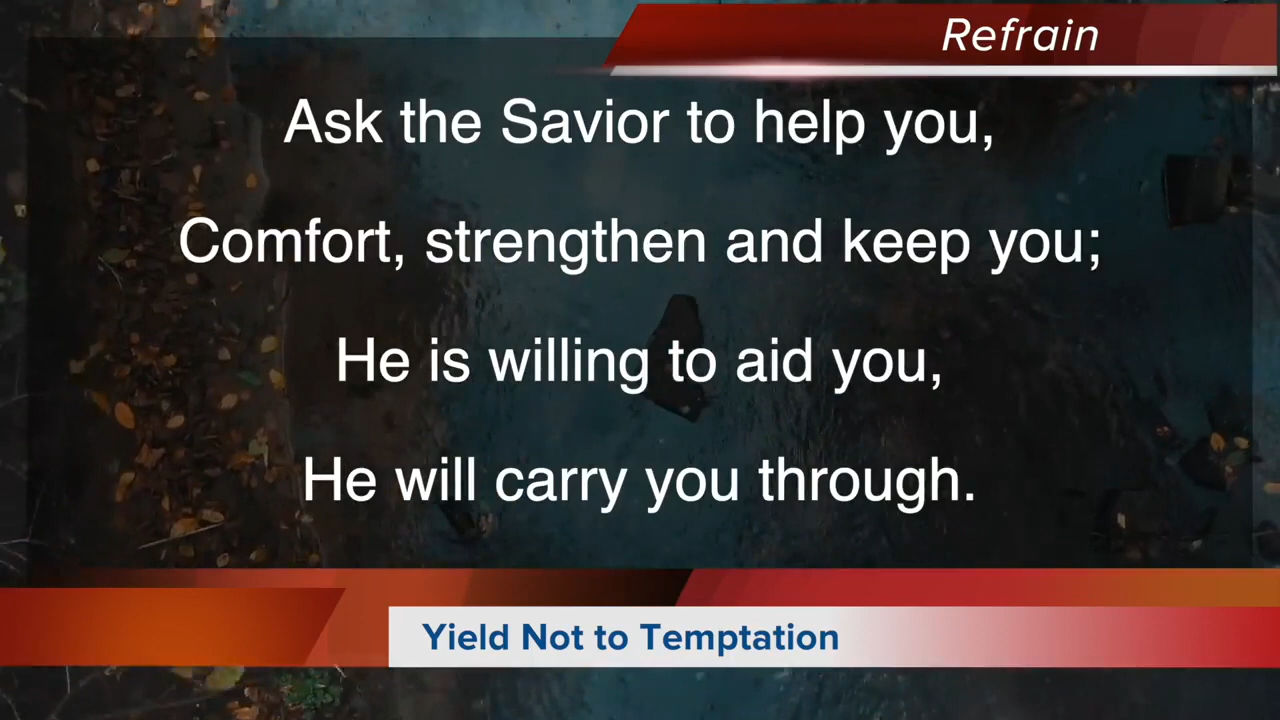 Refrain
Ask the Savior to help you,
Comfort, strengthen and keep you;
He is willing to aid you,
He will carry you through.
Yield Not to Temptation